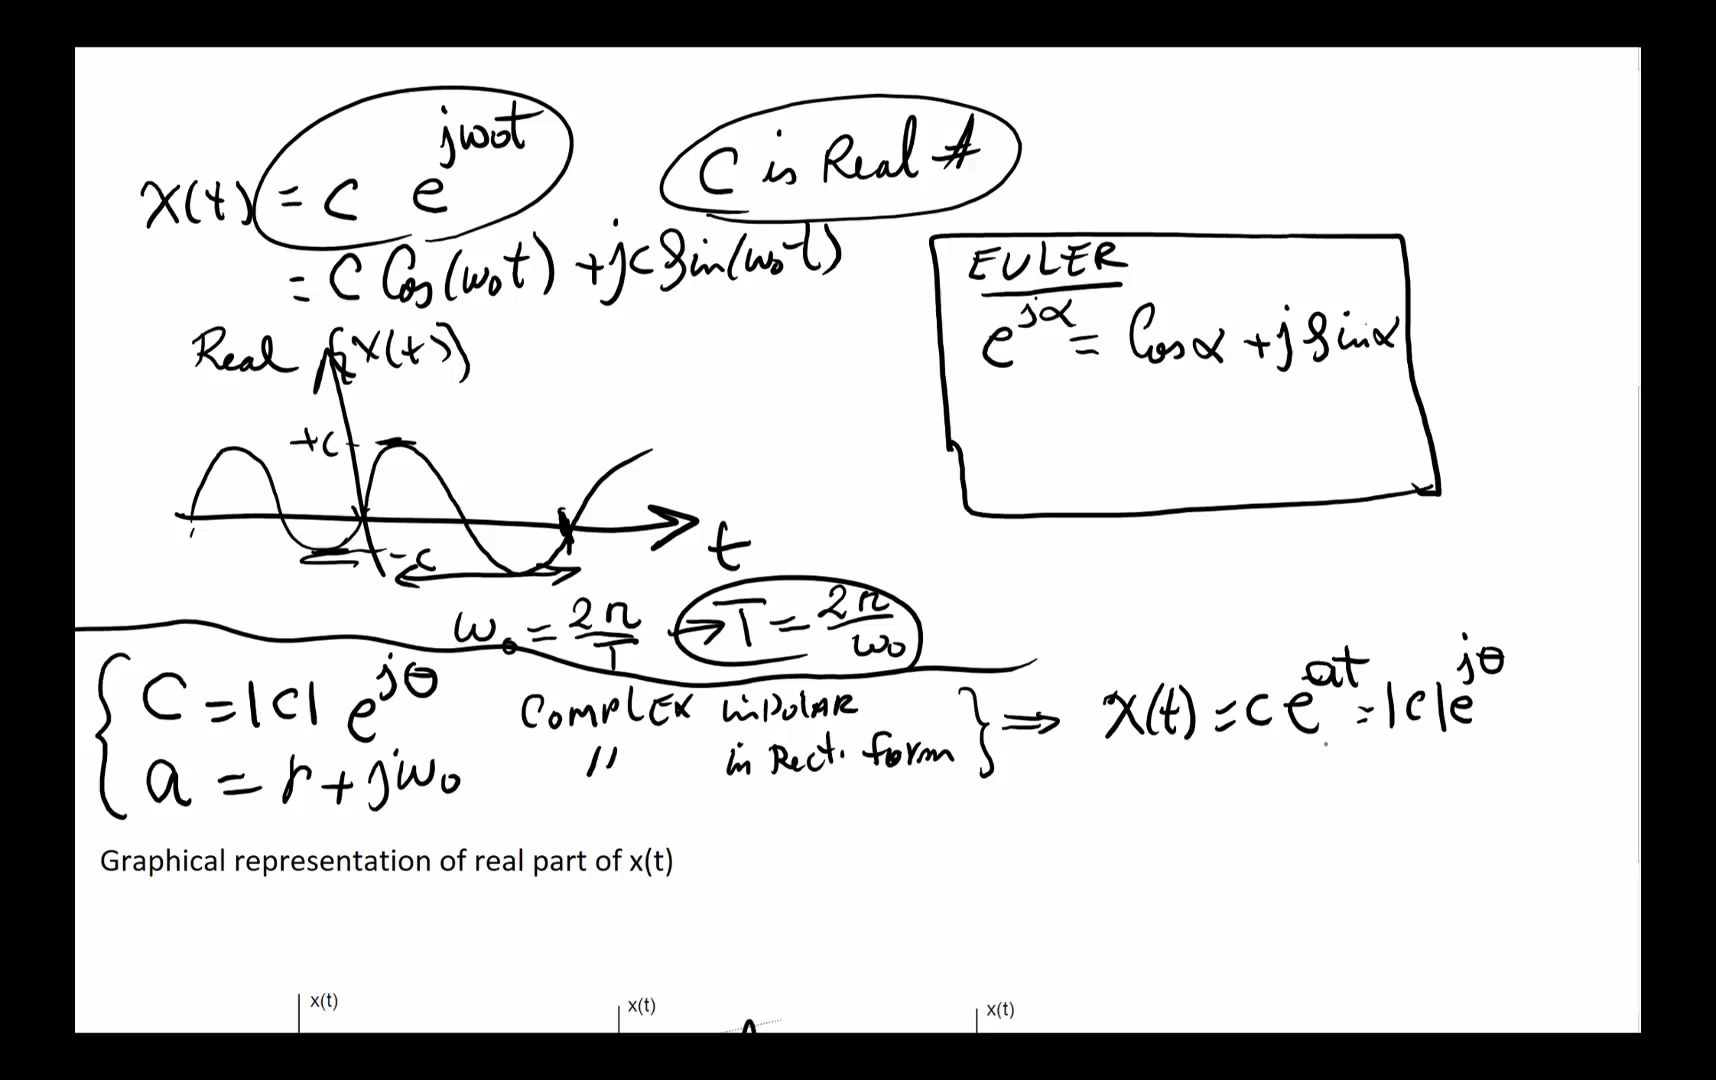 x(t) = c e^jω₀t
C is Real #
= C Cos(ω₀t) + jC Sin(ω₀t)
EULER
e^jα = Cosα + j Sinα
Real {x(t)}
+c
-c
t
ω₀ = 2π/T → T = 2π/ω₀
C = |c| e^jθ COMPLEX in POLAR
a = r + jω₀ " in Rect. form
⇒ x(t) = c e^at = |c| e^jθ
Graphical representation of real part of x(t)
x(t) x(t) x(t)